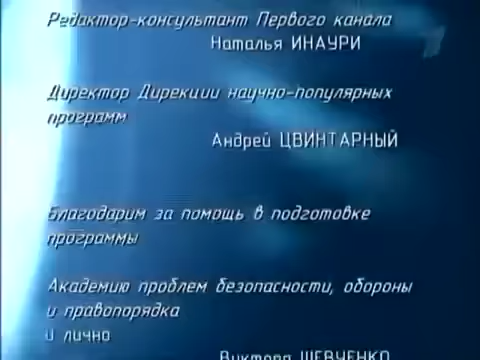 Редактор-консультант Первого канала
Наталья ИНАУРИ
Директор Дирекции научно-популярных
программ
Андрей ЦВИНТАРНЫЙ
Благодарим за помощь в подготовке
программы
Академию проблем безопасности, обороны
и правопорядка
и лично
Виктора ШЕВЧЕНКО